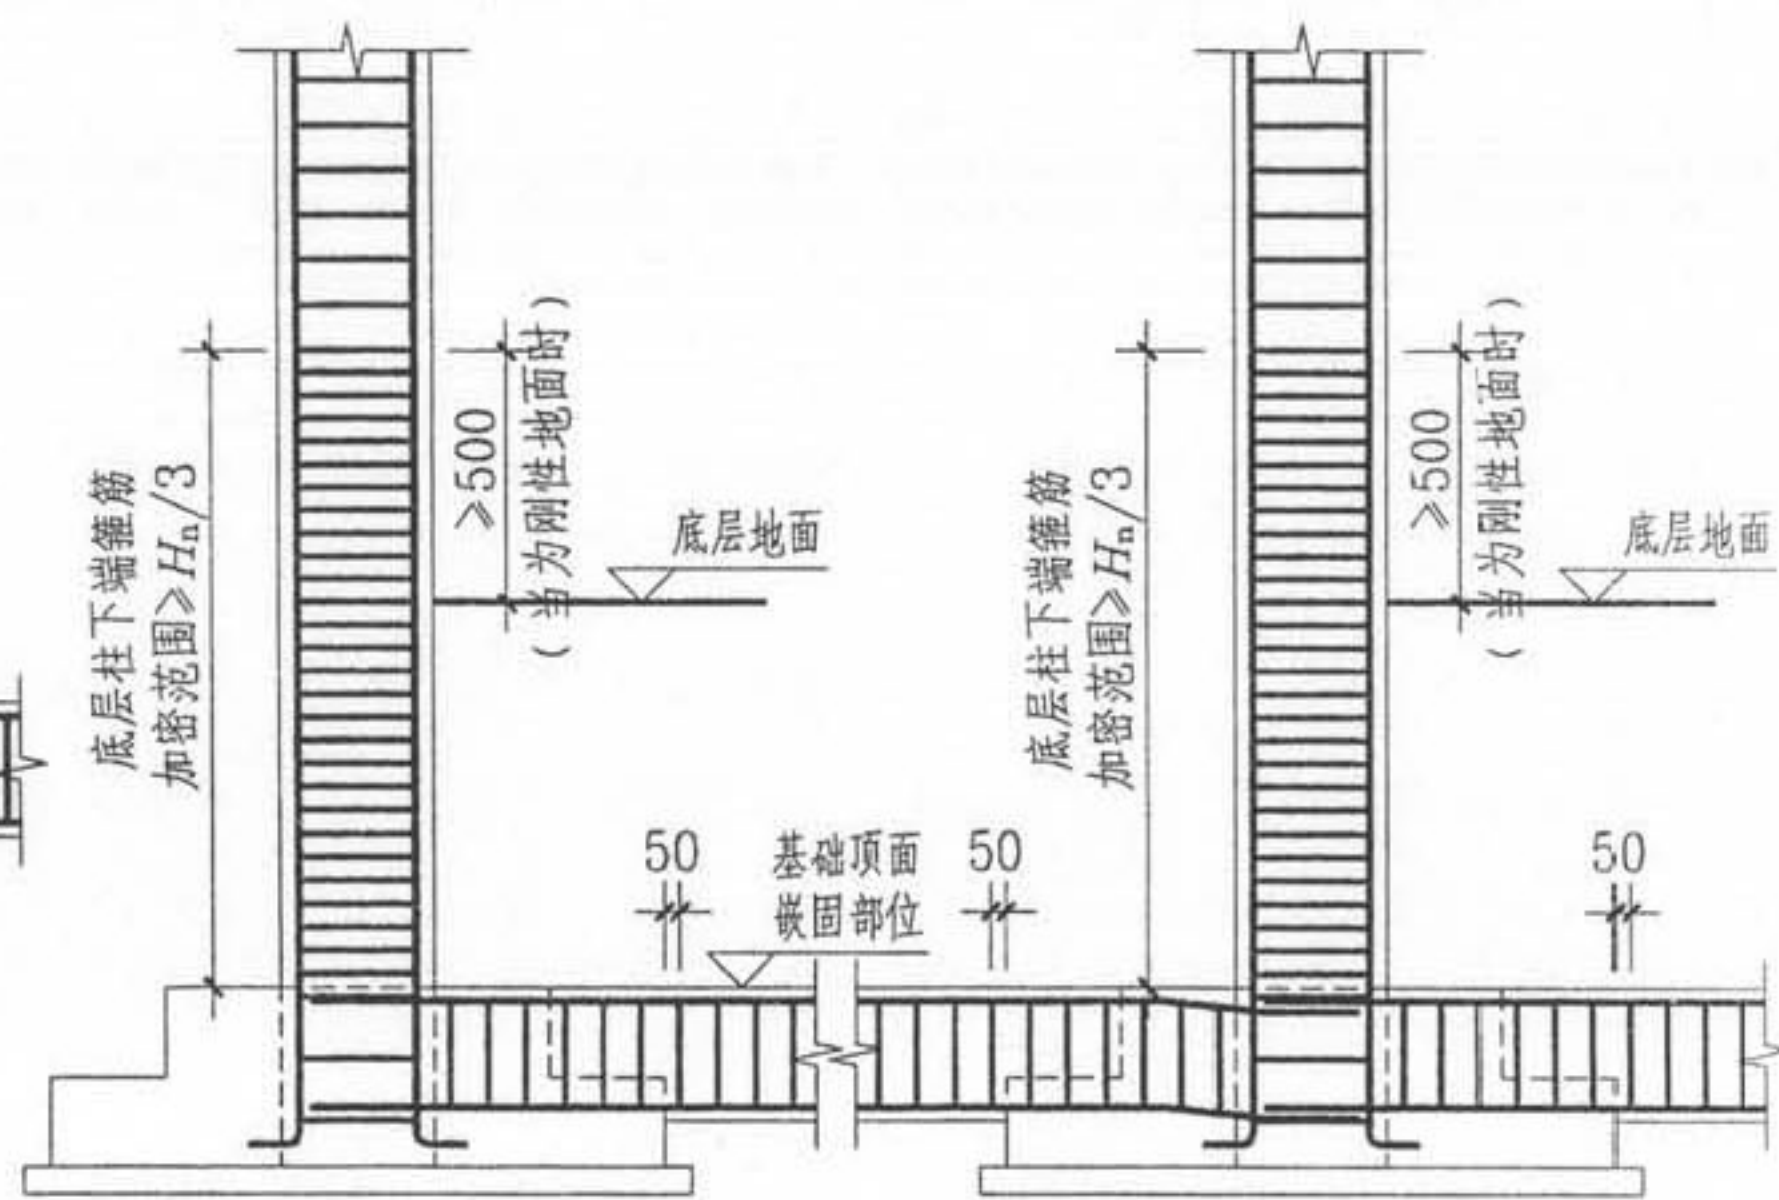 底层柱下端箍筋
加密范围≥Hn/3
≥500
(当为刚性地面时)
底层地面
50
基础顶面
嵌固部位
50
底层柱下端箍筋
加密范围≥Hn/3
≥500
(当为刚性地面时)
底层地面
50